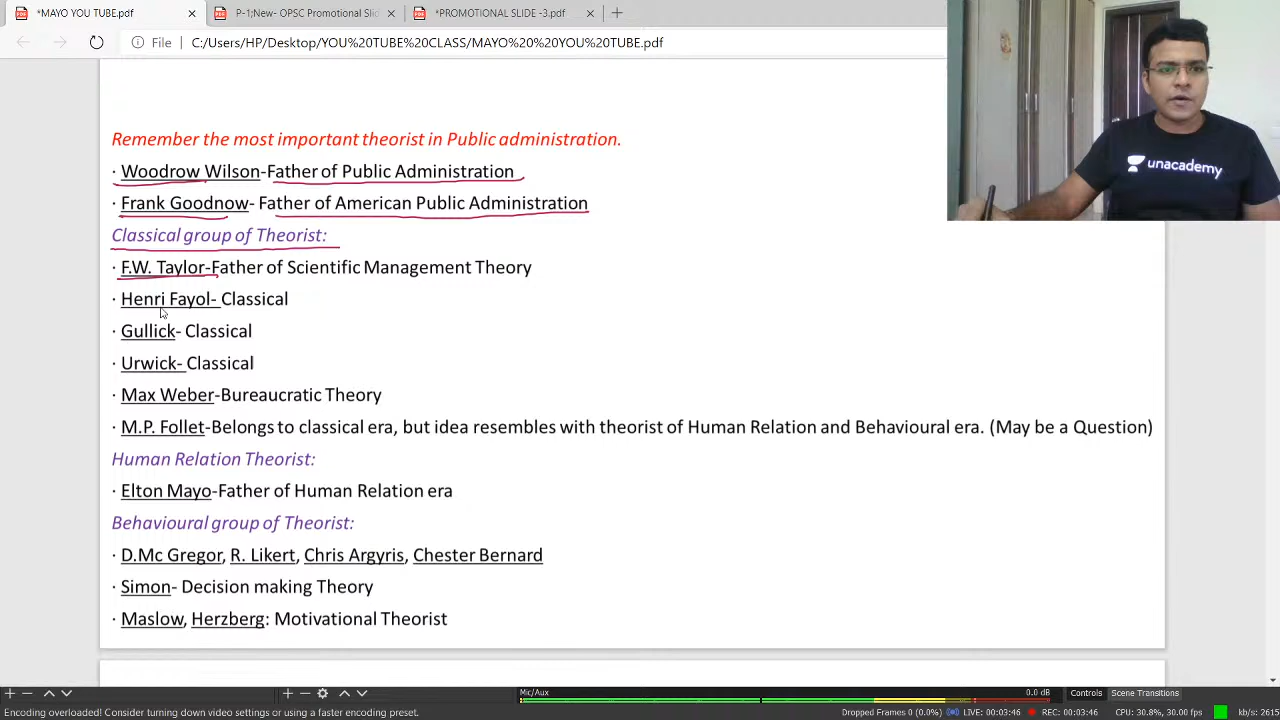 *MAYO YOU TUBE.pdf
P-1;New- OPSC Promotional Slid
*PROMOTIONAL SLIDE -3.pdf
File
C:/Users/HP/Desktop/YOU%20TUBE%20CLASS/MAYO%20%20YOU%20TUBE.pdf
unacademy
Remember the most important theorist in Public administration.
· Woodrow Wilson-Father of Public Administration
· Frank Goodnow- Father of American Public Administration
Classical group of Theorist:
· F.W. Taylor-Father of Scientific Management Theory
· Henri Fayol- Classical
· Gullick- Classical
· Urwick- Classical
· Max Weber-Bureaucratic Theory
· M.P. Follet-Belongs to classical era, but idea resembles with theorist of Human Relation and Behavioural era. (May be a Question)
Human Relation Theorist:
· Elton Mayo-Father of Human Relation era
Behavioural group of Theorist:
· D.Mc Gregor, R. Likert, Chris Argyris, Chester Bernard
· Simon- Decision making Theory
· Maslow, Herzberg: Motivational Theorist
Mic/Aux
0.0 dB
Controls
Scene Transitions
Encoding overloaded! Consider turning down video settings or using a faster encoding preset.
Dropped Frames 0 (0.0%)
LIVE: 00:03:46
REC: 00:03:46
CPU: 30.8%, 30.00 fps
kb/s: 2615